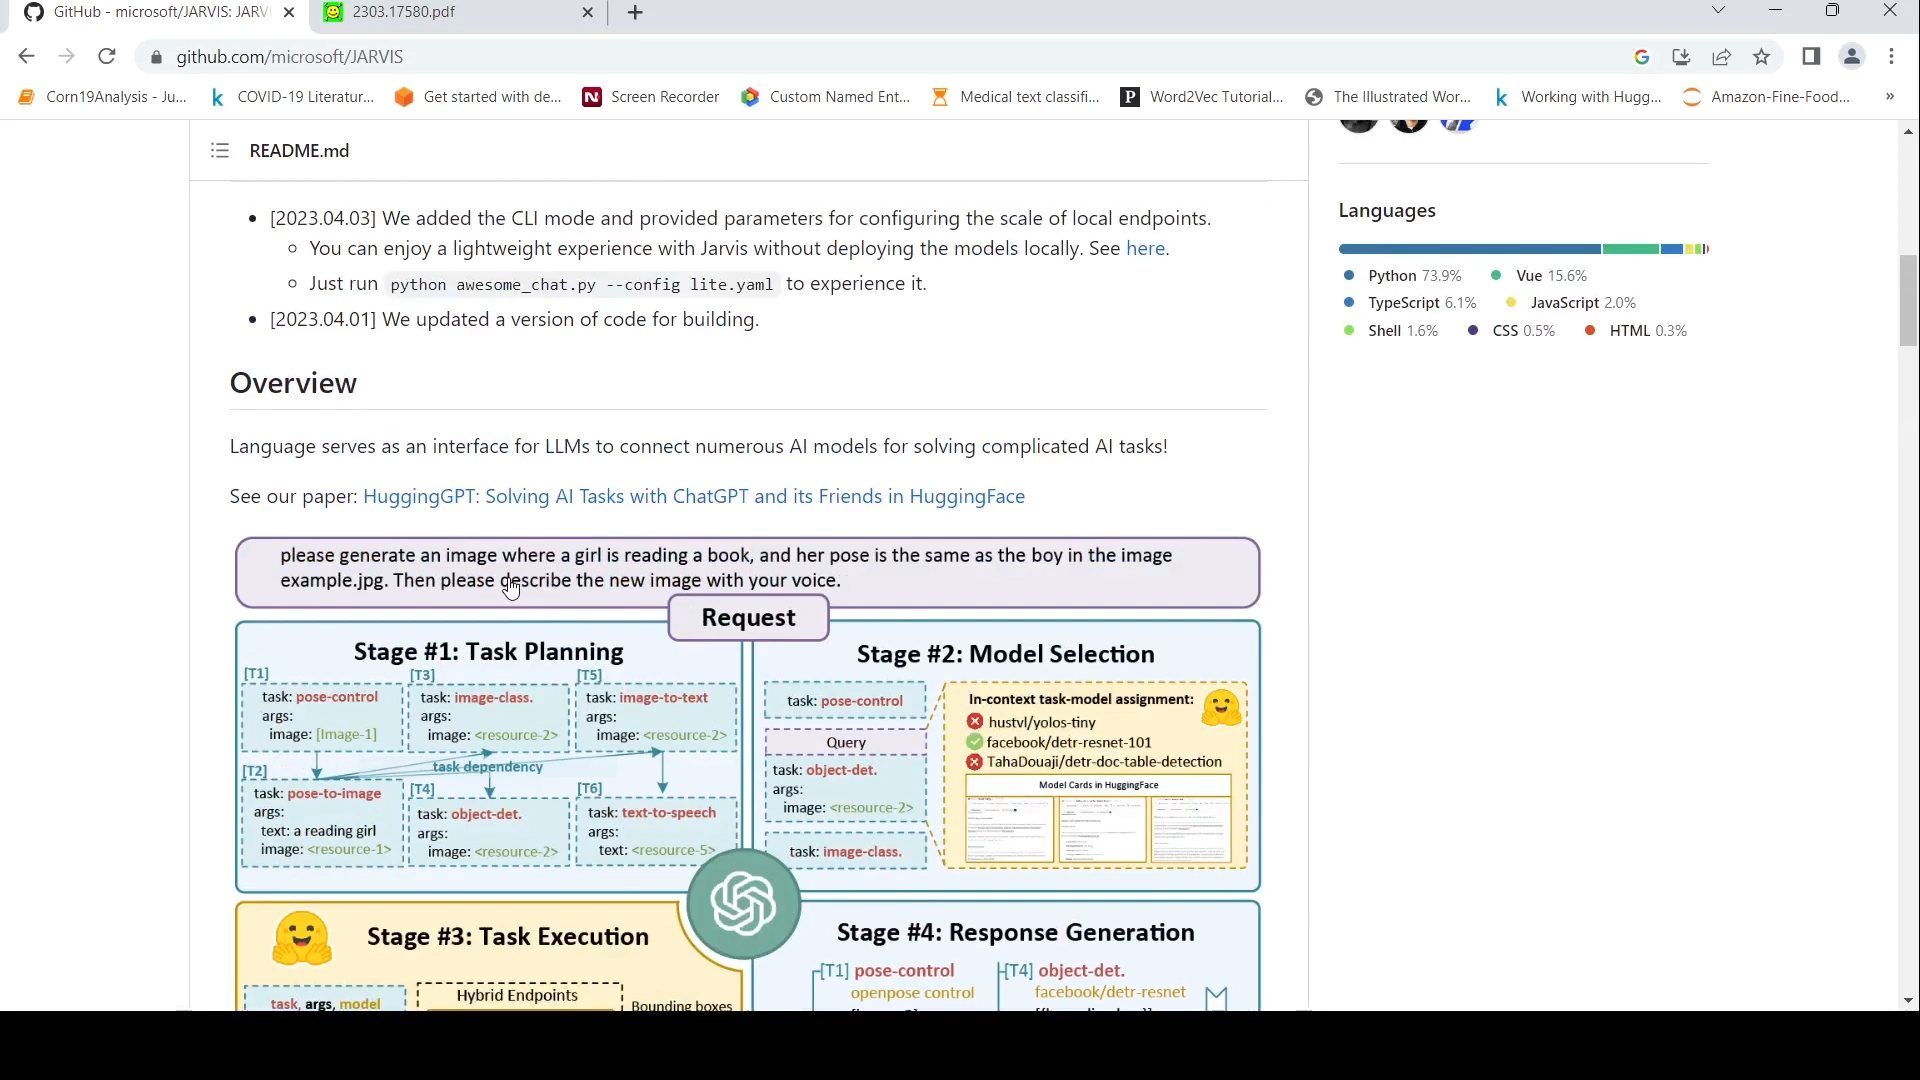 GitHub - microsoft/JARVIS: JARV
2303.17580.pdf
github.com/microsoft/JARVIS
Corn19Analysis - Ju...
COVID-19 Literatur...
Get started with de...
Screen Recorder
Custom Named Ent...
Medical text classifi...
Word2Vec Tutorial...
The Illustrated Wor...
Working with Hugg...
Amazon-Fine-Food...
»
README.md
[2023.04.03] We added the CLI mode and provided parameters for configuring the scale of local endpoints.
You can enjoy a lightweight experience with Jarvis without deploying the models locally. See here.
Just run python awesome_chat.py --config lite.yaml to experience it.
[2023.04.01] We updated a version of code for building.
Overview
Language serves as an interface for LLMs to connect numerous AI models for solving complicated AI tasks!
See our paper: HuggingGPT: Solving AI Tasks with ChatGPT and its Friends in HuggingFace
please generate an image where a girl is reading a book, and her pose is the same as the boy in the image
example.jpg. Then please describe the new image with your voice.
Request
Stage #1: Task Planning
[T1]
task: pose-control
args:
image: [Image-1]
[T3]
task: image-class.
args:
image: <resource-2>
[T5]
task: image-to-text
args:
image: <resource-2>
task dependency
[T2]
task: pose-to-image
args:
text: a reading girl
image: <resource-1>
[T4]
task: object-det.
args:
image: <resource-2>
[T6]
task: text-to-speech
args:
text: <resource-5>
Stage #2: Model Selection
task: pose-control
Query
task: object-det.
args:
image: <resource-2>
task: image-class.
In-context task-model assignment:
hustvl/yolos-tiny
facebook/detr-resnet-101
TahaDouaji/detr-doc-table-detection
Model Cards in HuggingFace
Stage #3: Task Execution
task, args, model
Hybrid Endpoints
Bounding boxes
Stage #4: Response Generation
[T1] pose-control
openpose control
[T4] object-det.
facebook/detr-resnet
Languages
Python 73.9%
Vue 15.6%
TypeScript 6.1%
JavaScript 2.0%
Shell 1.6%
CSS 0.5%
HTML 0.3%